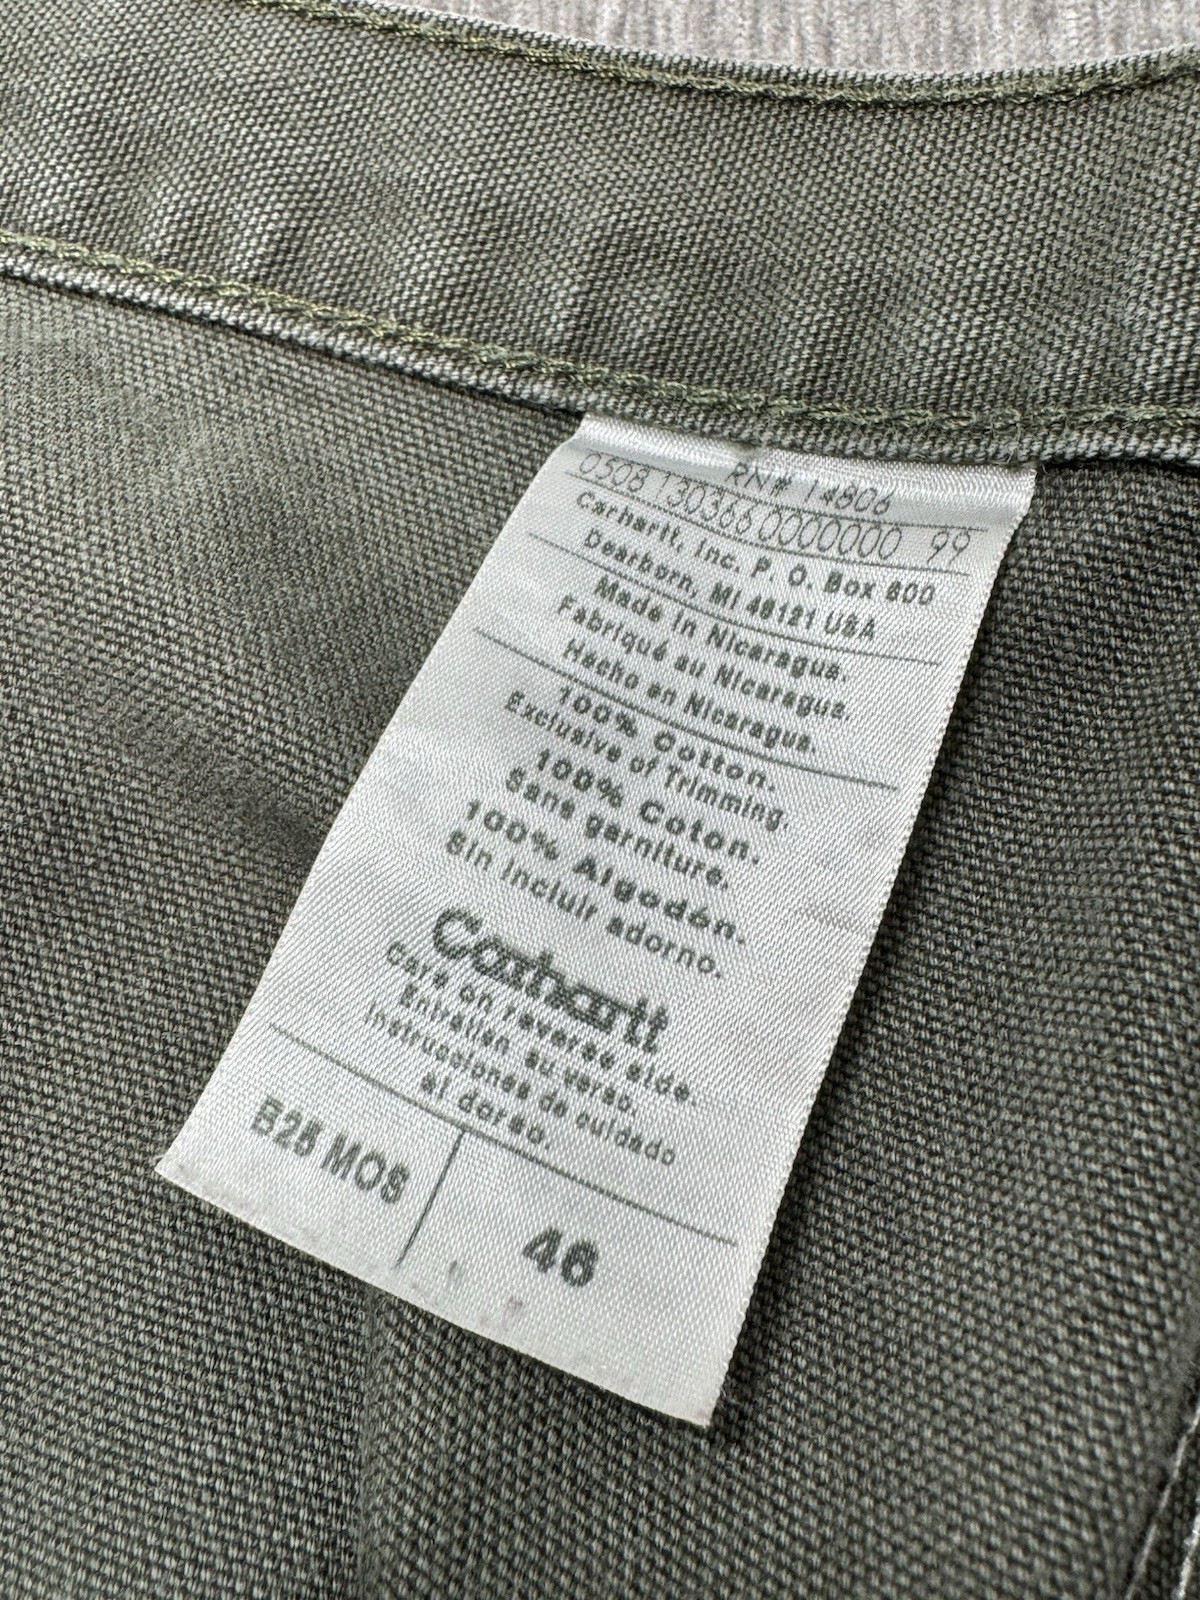 RN# 14806
0508 130366 0000000 99
Carhartt, Inc. P. O. Box 600
Dearborn, MI 48121 USA
Made in Nicaragua.
Fabriqué au Nicaragua.
Hecho en Nicaragua.
100% Cotton.
Exclusive of Trimming.
100% Coton.
Sans garniture.
100% Algodón.
Sin incluir adorno.
Carhartt
Care on reverse side.
Entretien su verso.
Instrucciones de cuidado
al dorso.
B25 MOS
46